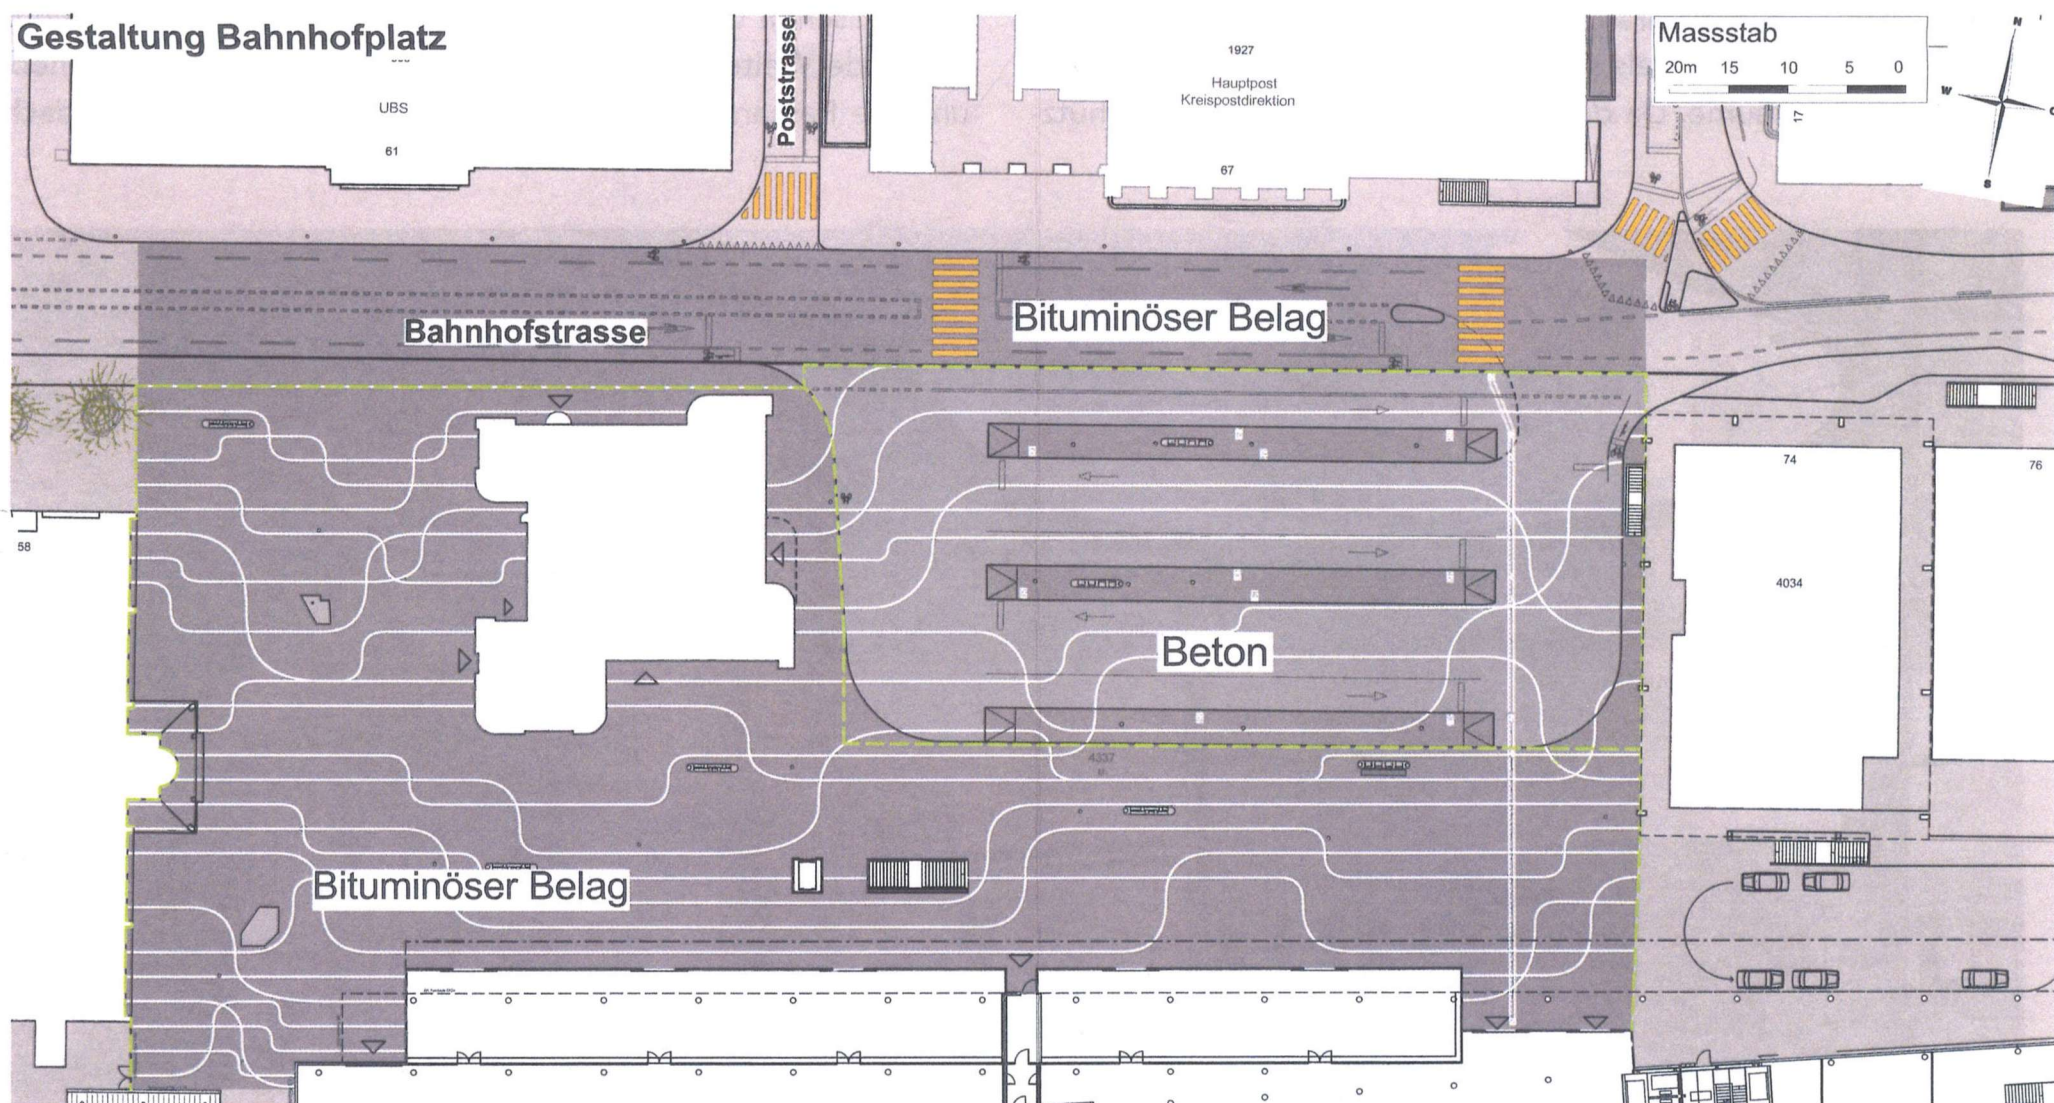 Gestaltung Bahnhofplatz
UBS
61
Poststrasse
1927
Hauptpost
Kreispostdirektion
67
Massstab
20m 15 10 5 0
N
W
S
17
Bahnhofstrasse
Bituminöser Belag
58
74
76
4034
Beton
4337
Bituminöser Belag